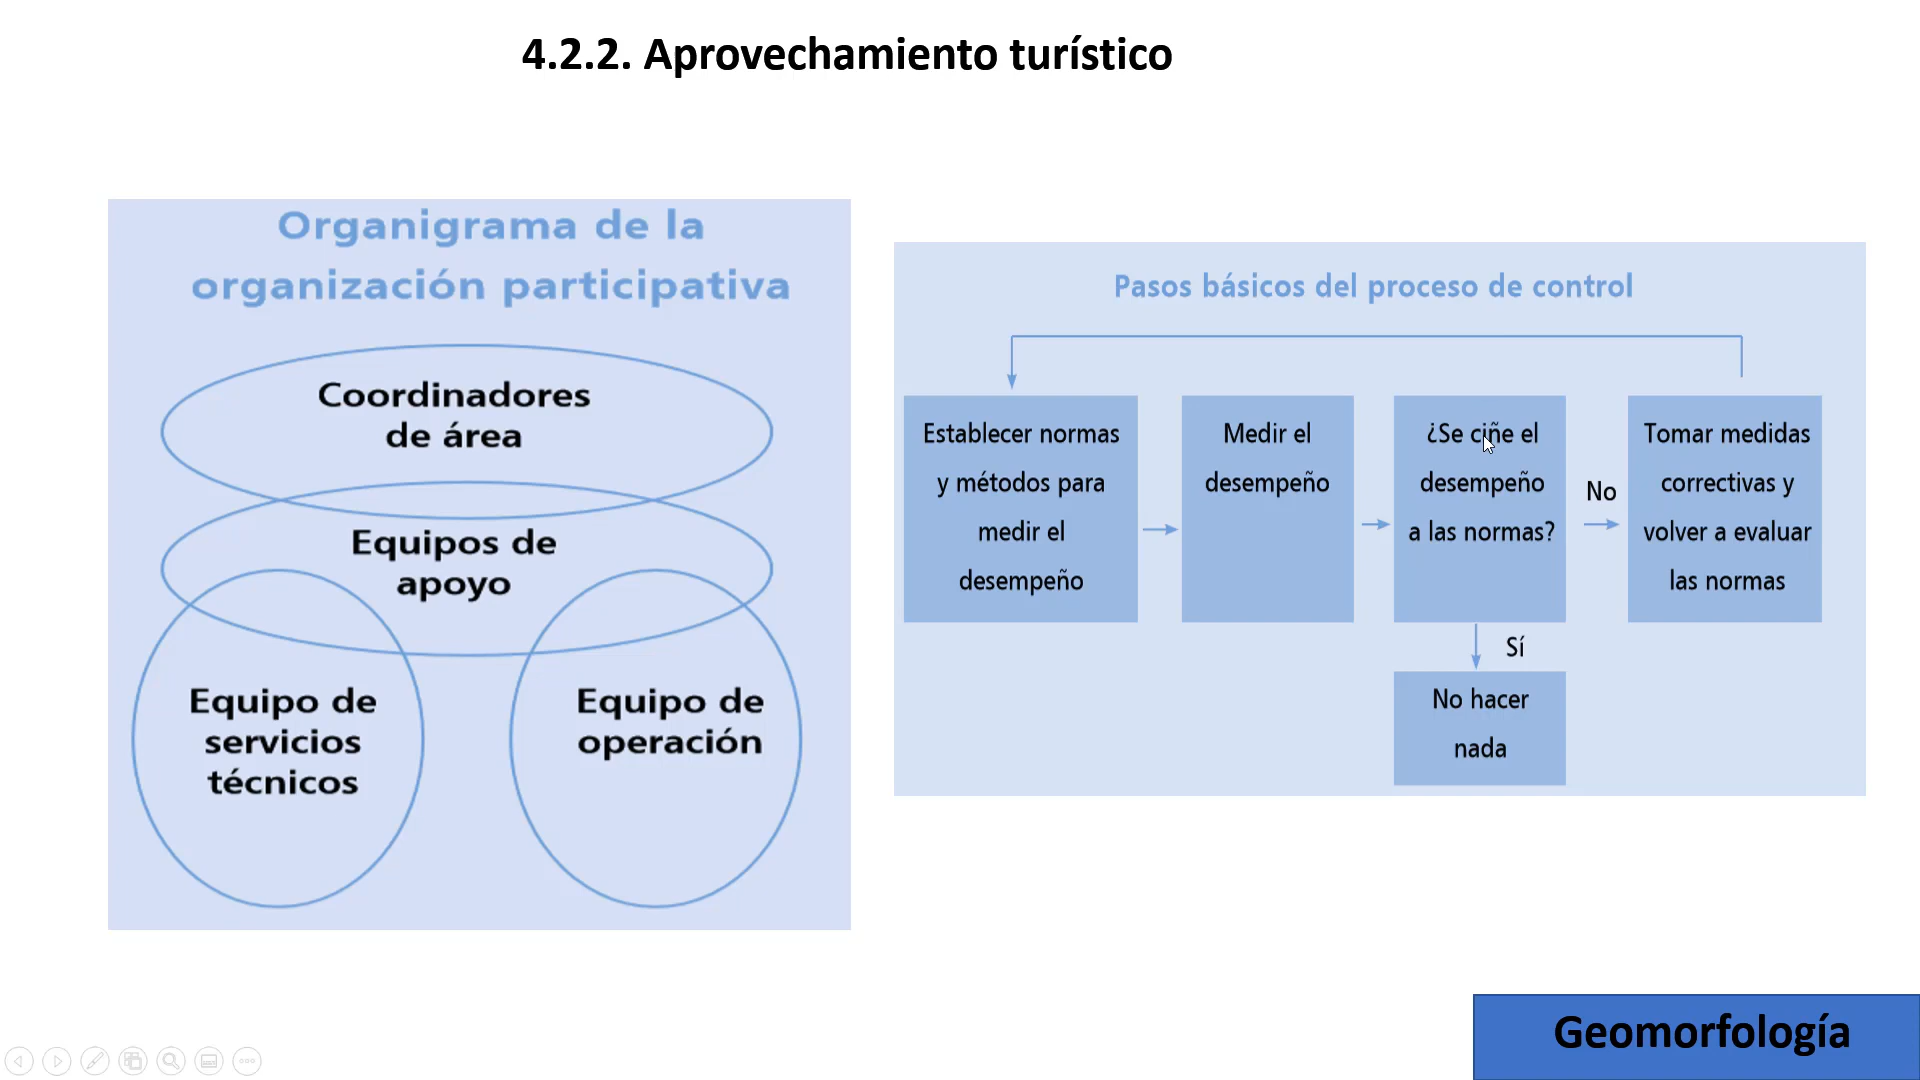 4.2.2. Aprovechamiento turístico
Organigrama de la
organización participativa
Coordinadores
de área
Equipos de
apoyo
Equipo de
servicios
técnicos
Equipo de
operación
Pasos básicos del proceso de control
Establecer normas
y métodos para
medir el
desempeño
Medir el
desempeño
¿Se ciñe el
desempeño
a las normas?
No
Tomar medidas
correctivas y
volver a evaluar
las normas
Sí
No hacer
nada
Geomorfología